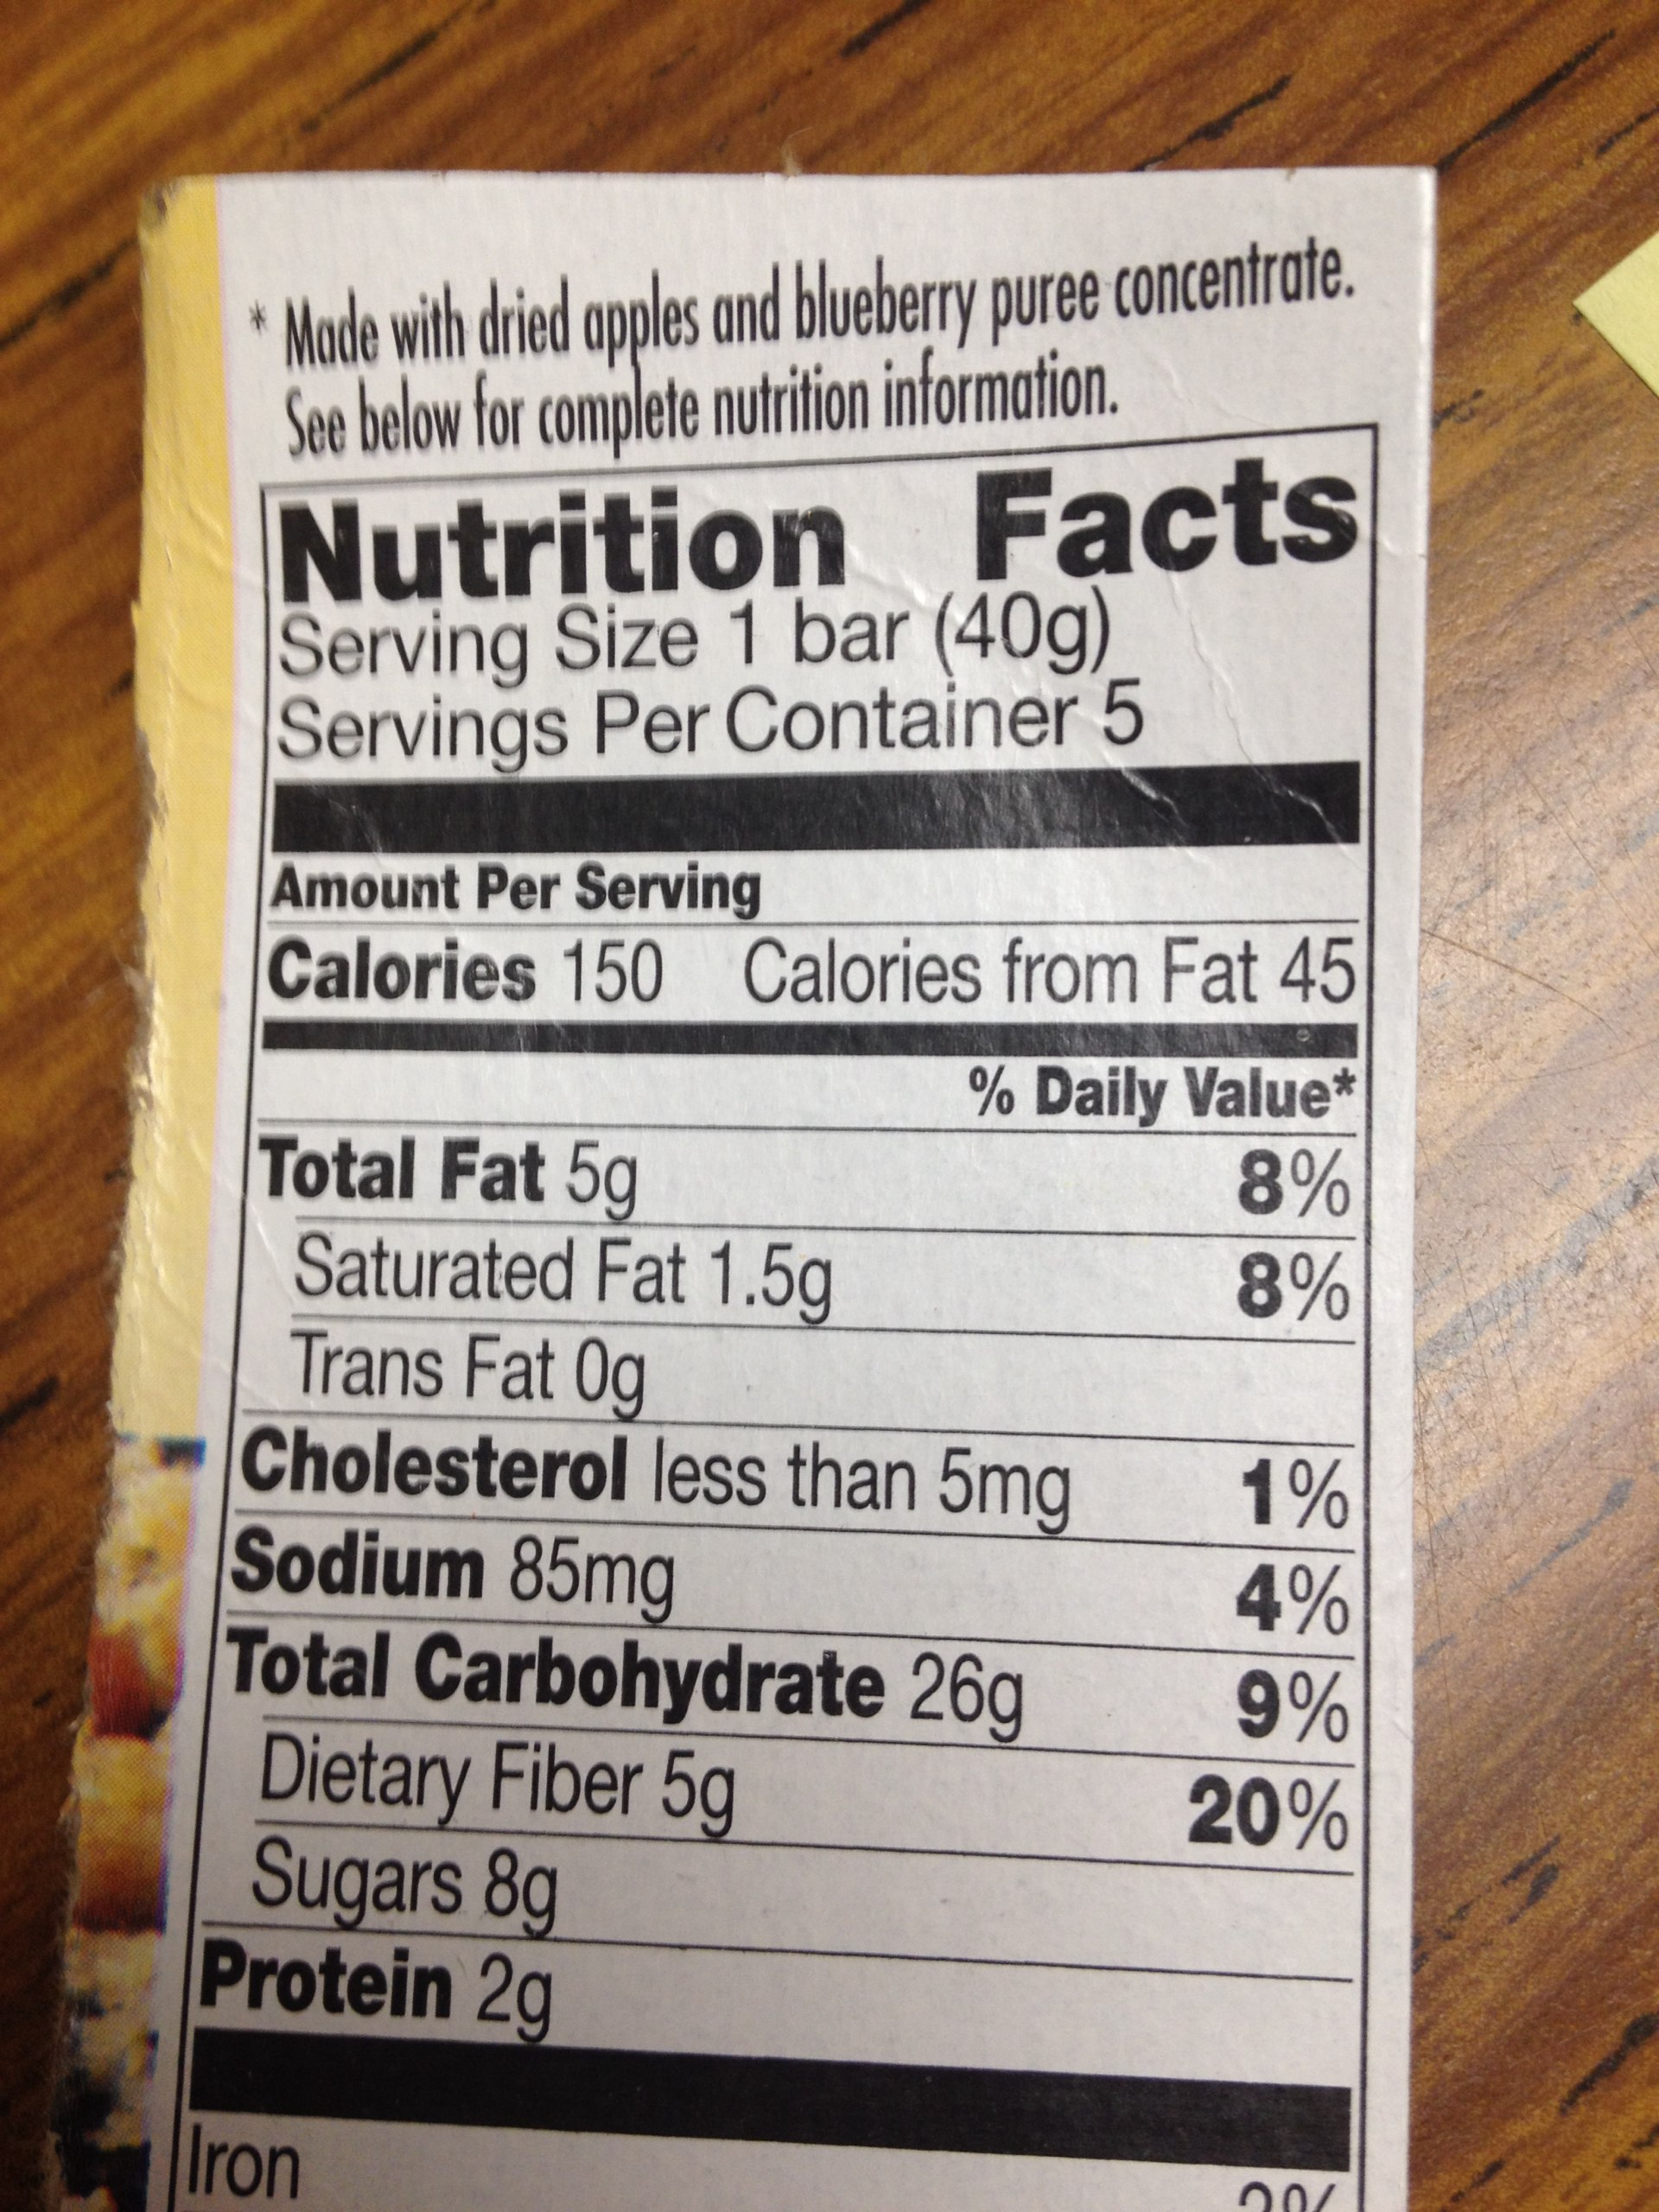 * Made with dried apples and blueberry puree concentrate.
See below for complete nutrition information.
Nutrition Facts
Serving Size 1 bar (40g)
Servings Per Container 5
Amount Per Serving
Calories 150 Calories from Fat 45
% Daily Value*
Total Fat 5g 8%
Saturated Fat 1.5g 8%
Trans Fat 0g
Cholesterol less than 5mg 1%
Sodium 85mg 4%
Total Carbohydrate 26g 9%
Dietary Fiber 5g 20%
Sugars 8g
Protein 2g
Iron